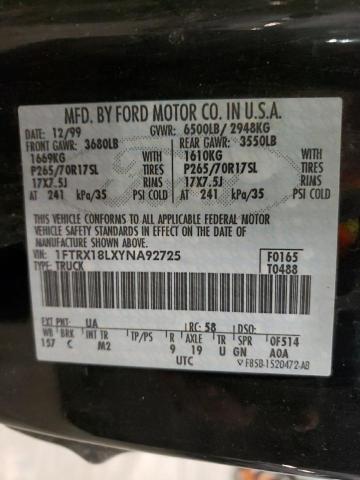 MFD. BY FORD MOTOR CO. IN U.S.A.
DATE: 12/99 GVWR: 6500LB/ 2948KG
FRONT GAWR: 3680LB REAR GAWR: 3550LB
1669KG WITH 1610KG WITH
P265/70R17SL TIRES P265/70R17SL TIRES
17X7.5J RIMS 17X7.5J RIMS
AT 241 kPa/35 PSI COLD AT 241 kPa/35 PSI COLD
THIS VEHICLE CONFORMS TO ALL APPLICABLE FEDERAL MOTOR
VEHICLE SAFETY STANDARDS IN EFFECT ON THE DATE OF MANUFACTURE
SHOWN ABOVE.
VIN: 1FTRX18LXYNA92725 F0165
TYPE: TRUCK T0488
EXT PNT: UA RC: 58 DSO:
WB BRK INT TR TP/PS R AXLE TR 0F514
157 C M2 9 19 U GN A0A
UTC F85B-1520472-AB